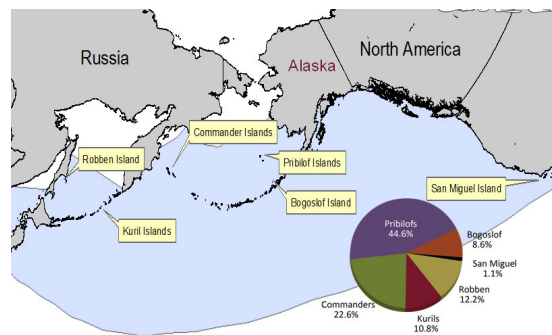 Russia
North America
Alaska
Commander Islands
Robben Island
Pribilof Islands
San Miguel Island
Bogoslof Island
Kuril Islands
Pribilofs
44.6%
Bogoslof
8.6%
San Miguel
1.1%
Robben
12.2%
Commanders
22.6%
Kurils
10.8%